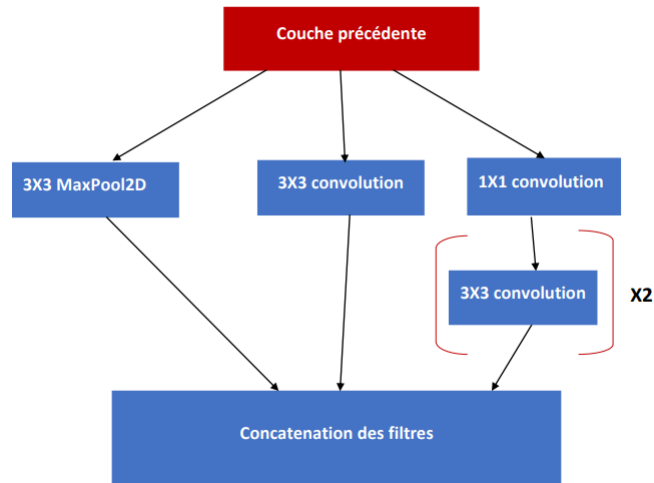 Couche précédente
3X3 MaxPool2D
3X3 convolution
1X1 convolution
3X3 convolution
X2
Concatenation des filtres